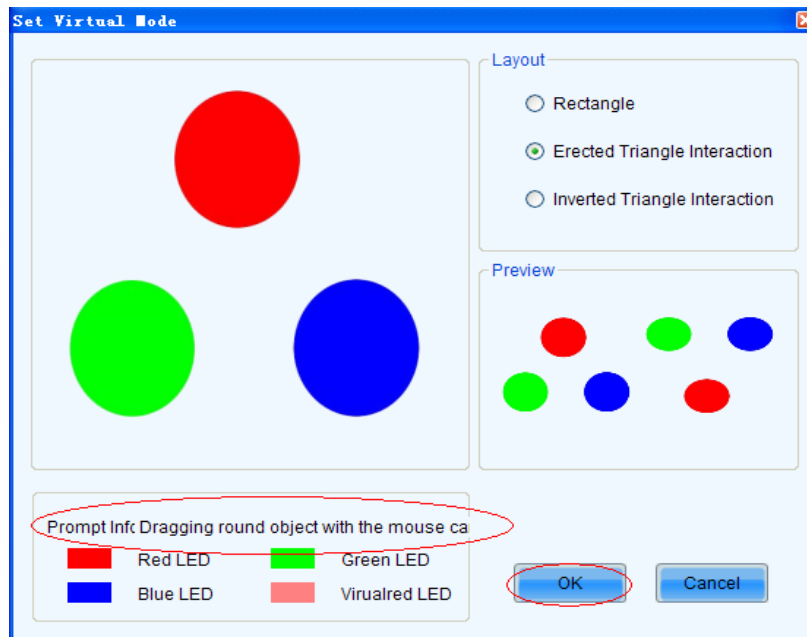 Set Virtual Mode
Layout
Rectangle
Erected Triangle Interaction
Inverted Triangle Interaction
Preview
Prompt Info Dragging round object with the mouse ca
Red LED
Green LED
Blue LED
Virualred LED
OK
Cancel